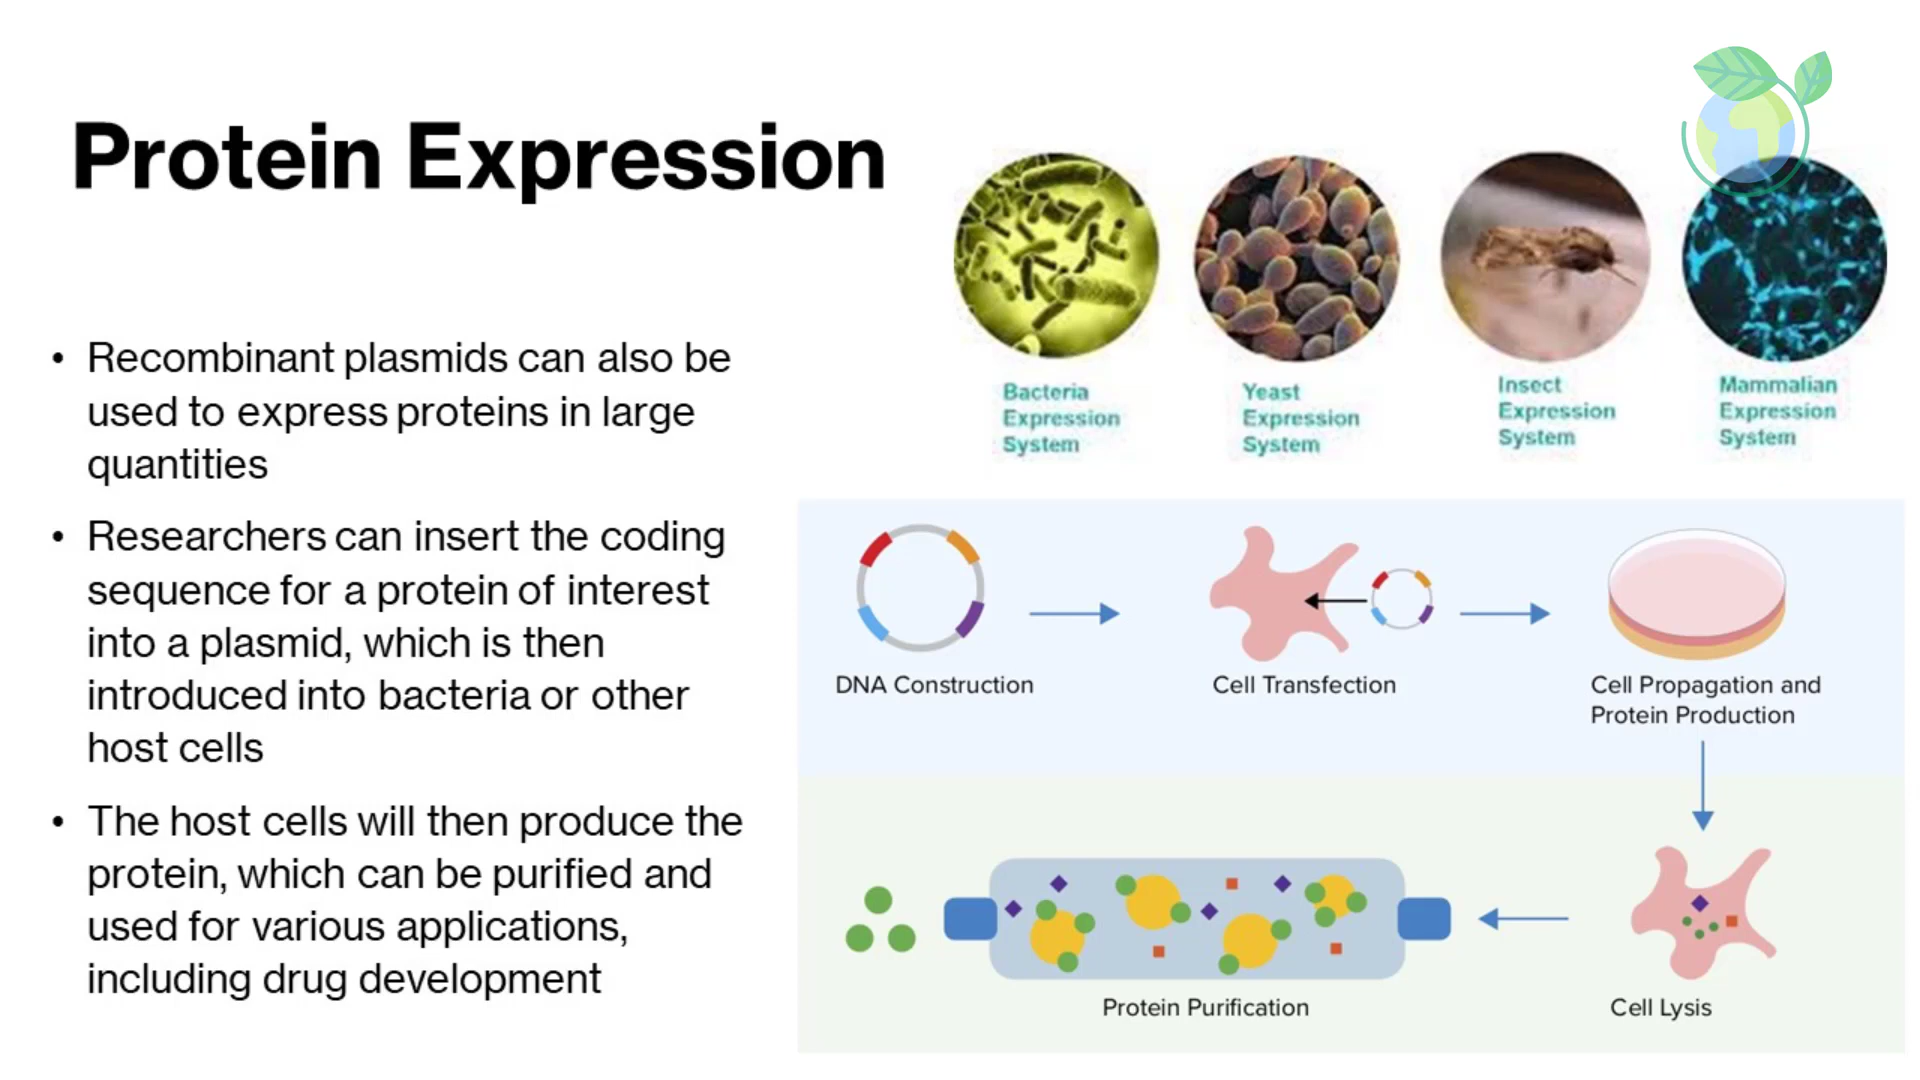 Protein Expression
• Recombinant plasmids can also be
used to express proteins in large
quantities
• Researchers can insert the coding
sequence for a protein of interest
into a plasmid, which is then
introduced into bacteria or other
host cells
• The host cells will then produce the
protein, which can be purified and
used for various applications,
including drug development
Bacteria
Expression
System
Yeast
Expression
System
Insect
Expression
System
Mammalian
Expression
System
DNA Construction
Cell Transfection
Cell Propagation and
Protein Production
Protein Purification
Cell Lysis